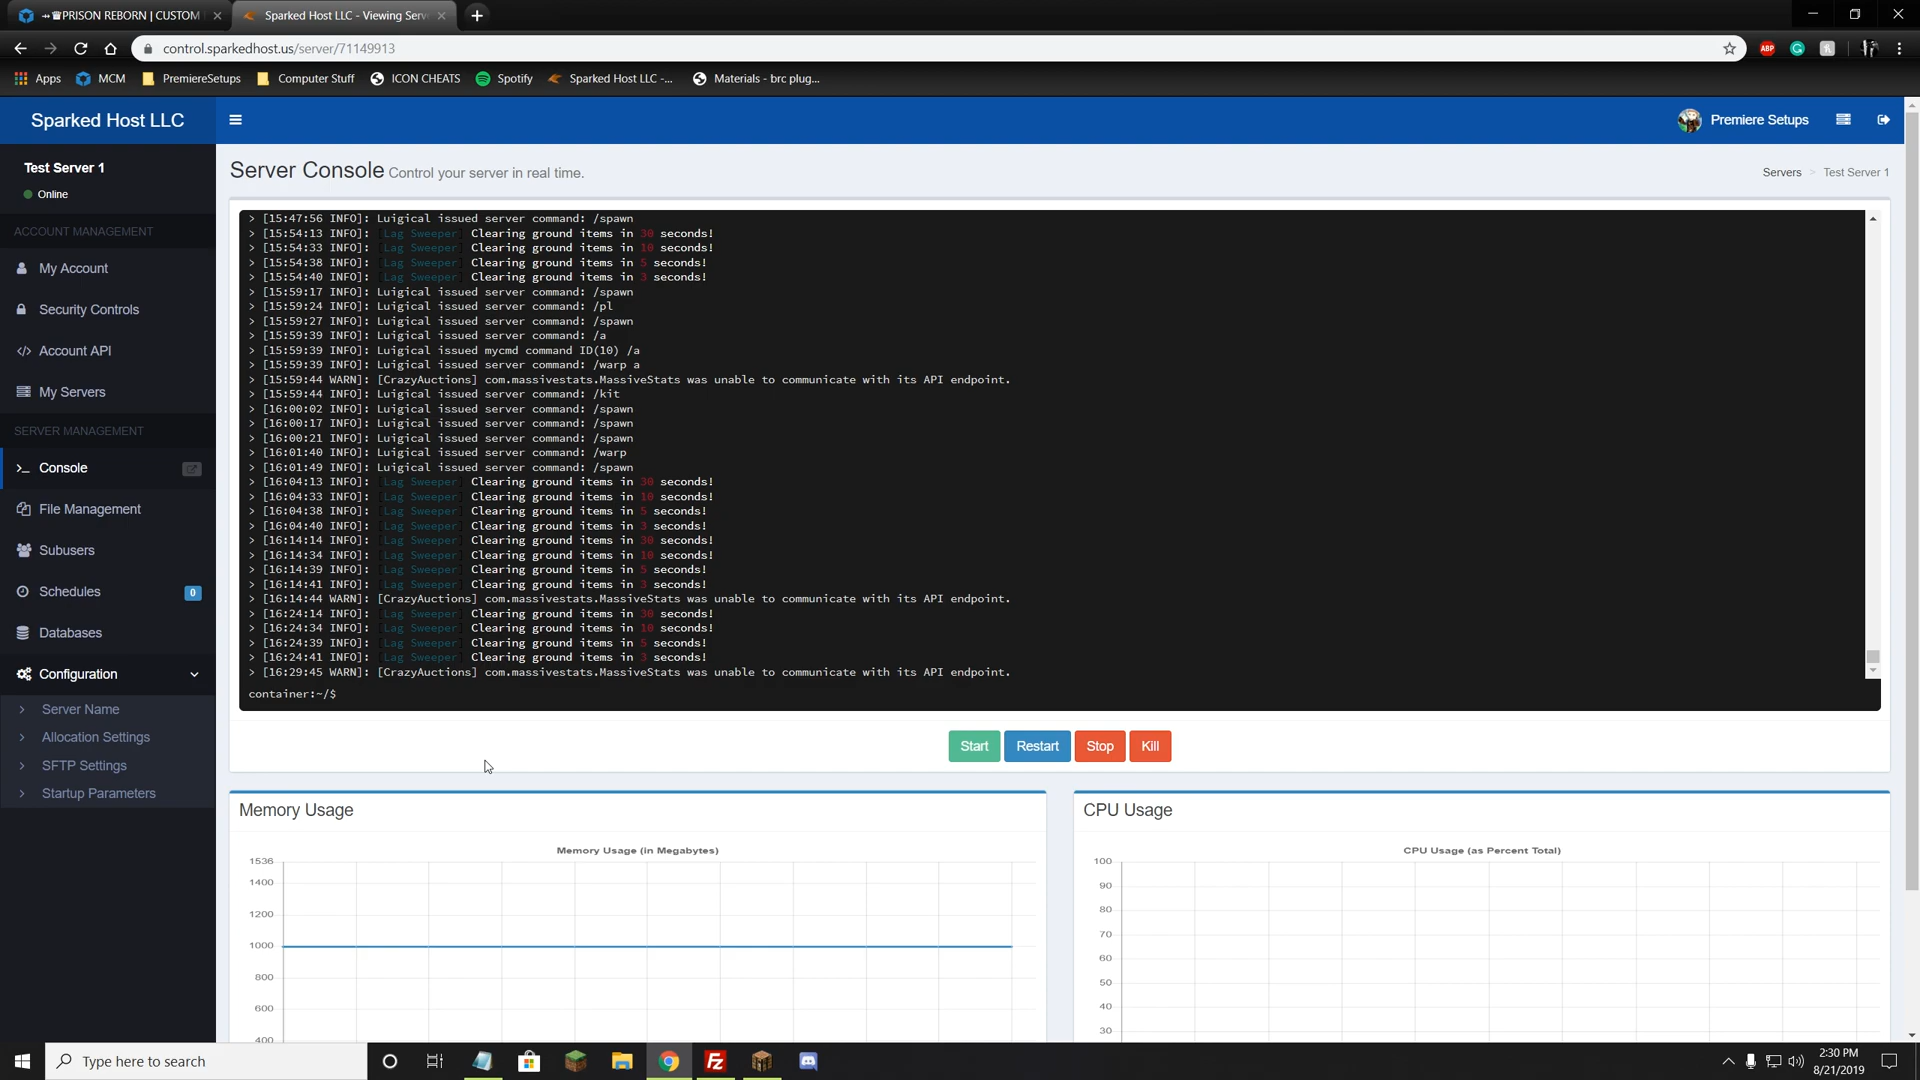 ➙♛PRISON REBORN | CUSTOM
Sparked Host LLC - Viewing Serv
control.sparkedhost.us/server/71149913
ABP
Apps
MCM
PremiereSetups
Computer Stuff
ICON CHEATS
Spotify
Sparked Host LLC -...
Materials - brc plug...
Sparked Host LLC
Premiere Setups
Test Server 1
Online
ACCOUNT MANAGEMENT
My Account
Security Controls
Account API
My Servers
SERVER MANAGEMENT
Console
File Management
Subusers
Schedules
0
Databases
Configuration
Server Name
Allocation Settings
SFTP Settings
Startup Parameters
Server Console Control your server in real time.
Servers > Test Server 1
> [15:47:56 INFO]: Luigical issued server command: /spawn
> [15:54:13 INFO]: Lag Sweeper Clearing ground items in 30 seconds!
> [15:54:33 INFO]: Lag Sweeper Clearing ground items in 10 seconds!
> [15:54:38 INFO]: Lag Sweeper Clearing ground items in 5 seconds!
> [15:54:40 INFO]: Lag Sweeper Clearing ground items in 3 seconds!
> [15:59:17 INFO]: Luigical issued server command: /spawn
> [15:59:24 INFO]: Luigical issued server command: /pl
> [15:59:27 INFO]: Luigical issued server command: /spawn
> [15:59:39 INFO]: Luigical issued server command: /a
> [15:59:39 INFO]: Luigical issued mycmd command ID(10) /a
> [15:59:39 INFO]: Luigical issued server command: /warp a
> [15:59:44 WARN]: [CrazyAuctions] com.massivestats.MassiveStats was unable to communicate with its API endpoint.
> [15:59:44 INFO]: Luigical issued server command: /kit
> [16:00:02 INFO]: Luigical issued server command: /spawn
> [16:00:17 INFO]: Luigical issued server command: /spawn
> [16:00:21 INFO]: Luigical issued server command: /spawn
> [16:01:40 INFO]: Luigical issued server command: /warp
> [16:01:49 INFO]: Luigical issued server command: /spawn
> [16:04:13 INFO]: Lag Sweeper Clearing ground items in 30 seconds!
> [16:04:33 INFO]: Lag Sweeper Clearing ground items in 10 seconds!
> [16:04:38 INFO]: Lag Sweeper Clearing ground items in 5 seconds!
> [16:04:40 INFO]: Lag Sweeper Clearing ground items in 3 seconds!
> [16:14:14 INFO]: Lag Sweeper Clearing ground items in 30 seconds!
> [16:14:34 INFO]: Lag Sweeper Clearing ground items in 10 seconds!
> [16:14:39 INFO]: Lag Sweeper Clearing ground items in 5 seconds!
> [16:14:41 INFO]: Lag Sweeper Clearing ground items in 3 seconds!
> [16:14:44 WARN]: [CrazyAuctions] com.massivestats.MassiveStats was unable to communicate with its API endpoint.
> [16:24:14 INFO]: Lag Sweeper Clearing ground items in 30 seconds!
> [16:24:34 INFO]: Lag Sweeper Clearing ground items in 10 seconds!
> [16:24:39 INFO]: Lag Sweeper Clearing ground items in 5 seconds!
> [16:24:41 INFO]: Lag Sweeper Clearing ground items in 3 seconds!
> [16:29:45 WARN]: [CrazyAuctions] com.massivestats.MassiveStats was unable to communicate with its API endpoint.
container:~/$
Start
Restart
Stop
Kill
Memory Usage
Memory Usage (in Megabytes)
1536
1400
1200
1000
800
600
400
CPU Usage
CPU Usage (as Percent Total)
100
90
80
70
60
50
40
30
Type here to search
2:30 PM
8/21/2019